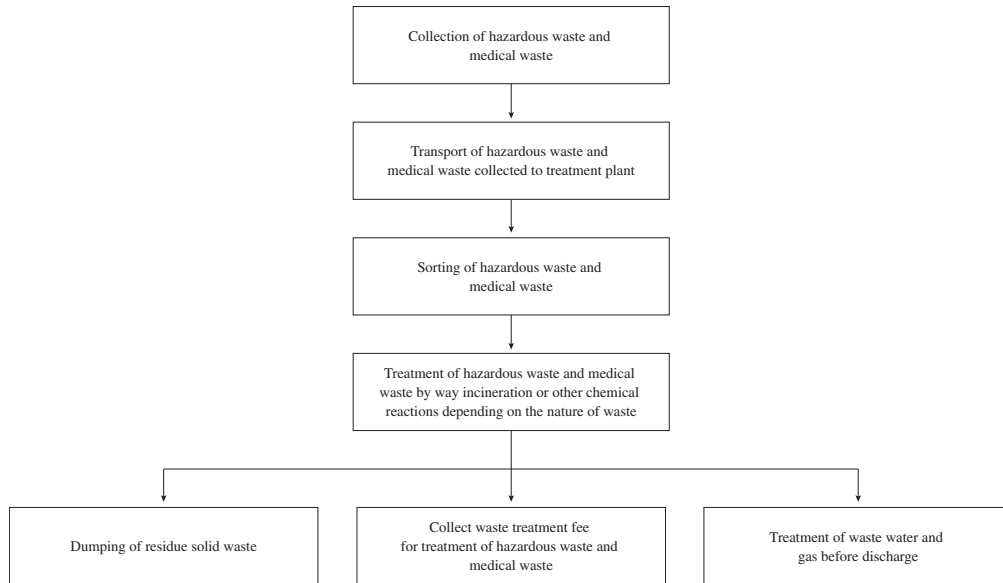 Collection of hazardous waste and
medical waste
Transport of hazardous waste and
medical waste collected to treatment plant
Sorting of hazardous waste and
medical waste
Treatment of hazardous waste and medical
waste by way incineration or other chemical
reactions depending on the nature of waste
Dumping of residue solid waste
Collect waste treatment fee
for treatment of hazardous waste and
medical waste
Treatment of waste water and
gas before discharge